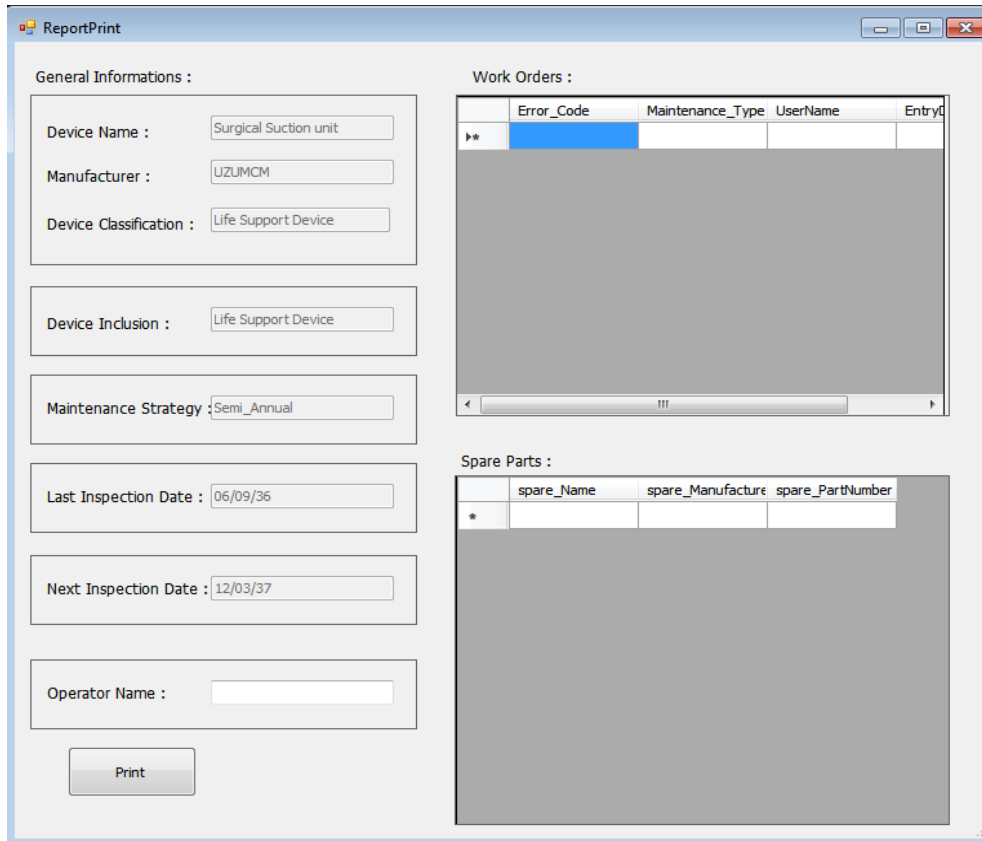 ReportPrint
General Informations :
Device Name : Surgical Suction unit
Manufacturer : UZUMCM
Device Classification : Life Support Device
Device Inclusion : Life Support Device
Maintenance Strategy : Semi_Annual
Last Inspection Date : 06/09/36
Next Inspection Date : 12/03/37
Operator Name :
Print
Work Orders :
Error_Code Maintenance_Type UserName EntryD
Spare Parts :
spare_Name spare_Manufacture spare_PartNumber